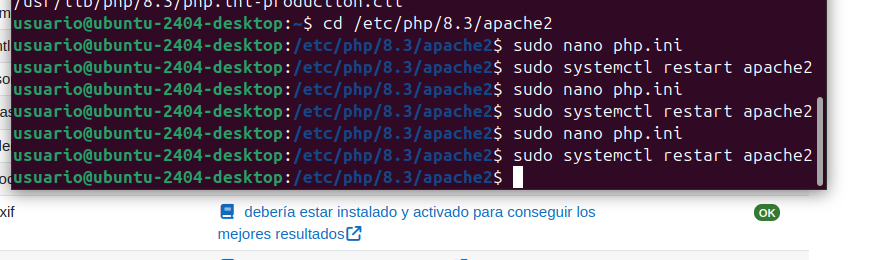 /usr/lib/php/8.3/php.ini-production.cli
usuario@ubuntu-2404-desktop:~$ cd /etc/php/8.3/apache2
usuario@ubuntu-2404-desktop:/etc/php/8.3/apache2$ sudo nano php.ini
usuario@ubuntu-2404-desktop:/etc/php/8.3/apache2$ sudo systemctl restart apache2
usuario@ubuntu-2404-desktop:/etc/php/8.3/apache2$ sudo nano php.ini
usuario@ubuntu-2404-desktop:/etc/php/8.3/apache2$ sudo systemctl restart apache2
usuario@ubuntu-2404-desktop:/etc/php/8.3/apache2$ sudo nano php.ini
usuario@ubuntu-2404-desktop:/etc/php/8.3/apache2$ sudo systemctl restart apache2
usuario@ubuntu-2404-desktop:/etc/php/8.3/apache2$
xif debería estar instalado y activado para conseguir los OK
mejores resultados